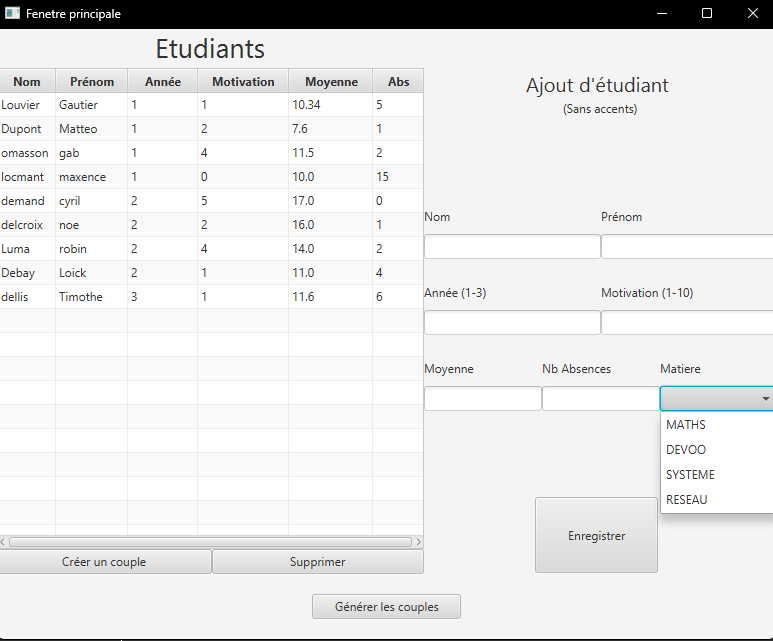 Fenetre principale
Etudiants
Nom Prénom Année Motivation Moyenne Abs
Louvier Gautier 1 1 10.34 5
Dupont Matteo 1 2 7.6 1
omasson gab 1 4 11.5 2
locmant maxence 1 0 10.0 15
demand cyril 2 5 17.0 0
delcroix noe 2 2 16.0 1
Luma robin 2 4 14.0 2
Debay Loick 2 1 11.0 4
dellis Timothe 3 1 11.6 6
Créer un couple Supprimer
Ajout d'étudiant
(Sans accents)
Nom Prénom
Année (1-3) Motivation (1-10)
Moyenne Nb Absences Matiere
MATHS
DEVOO
SYSTEME
RESEAU
Enregistrer
Générer les couples